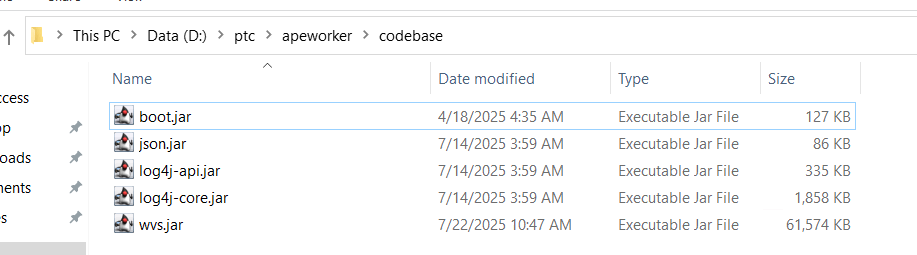 This PC > Data (D:) > ptc > apeworker > codebase
Name Date modified Type Size
boot.jar 4/18/2025 4:35 AM Executable Jar File 127 KB
json.jar 7/14/2025 3:59 AM Executable Jar File 86 KB
log4j-api.jar 7/14/2025 3:59 AM Executable Jar File 335 KB
log4j-core.jar 7/14/2025 3:59 AM Executable Jar File 1,858 KB
wvs.jar 7/22/2025 10:47 AM Executable Jar File 61,574 KB
ccess
p
oads
ments
es